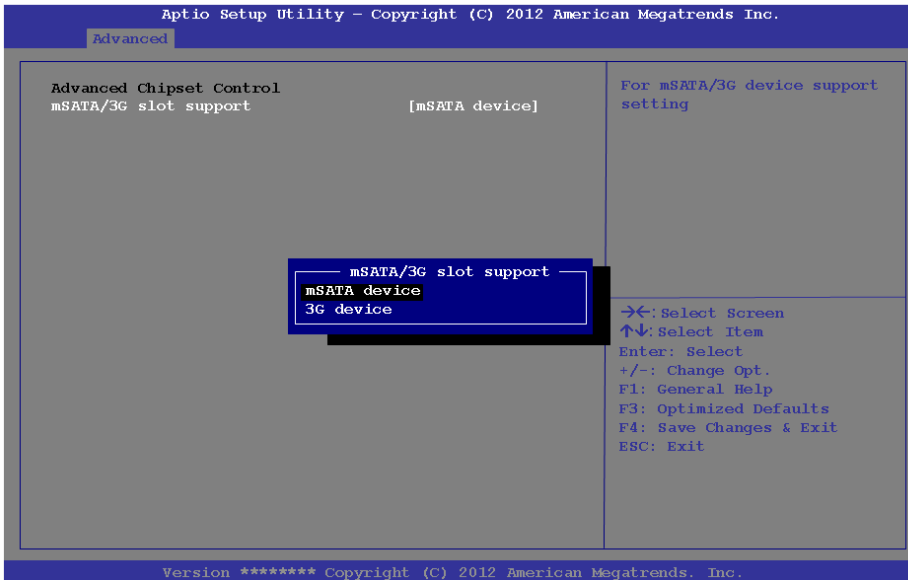 Aptio Setup Utility – Copyright (C) 2012 American Megatrends Inc.
Advanced
Advanced Chipset Control
mSATA/3G slot support [mSATA device]
For mSATA/3G device support
setting
mSATA/3G slot support
mSATA device
3G device
→←:Select Screen
↑↓:Select Item
Enter: Select
+/-: Change Opt.
F1: General Help
F3: Optimized Defaults
F4: Save Changes & Exit
ESC: Exit
Version ******** Copyright (C) 2012 American Megatrends. Inc.